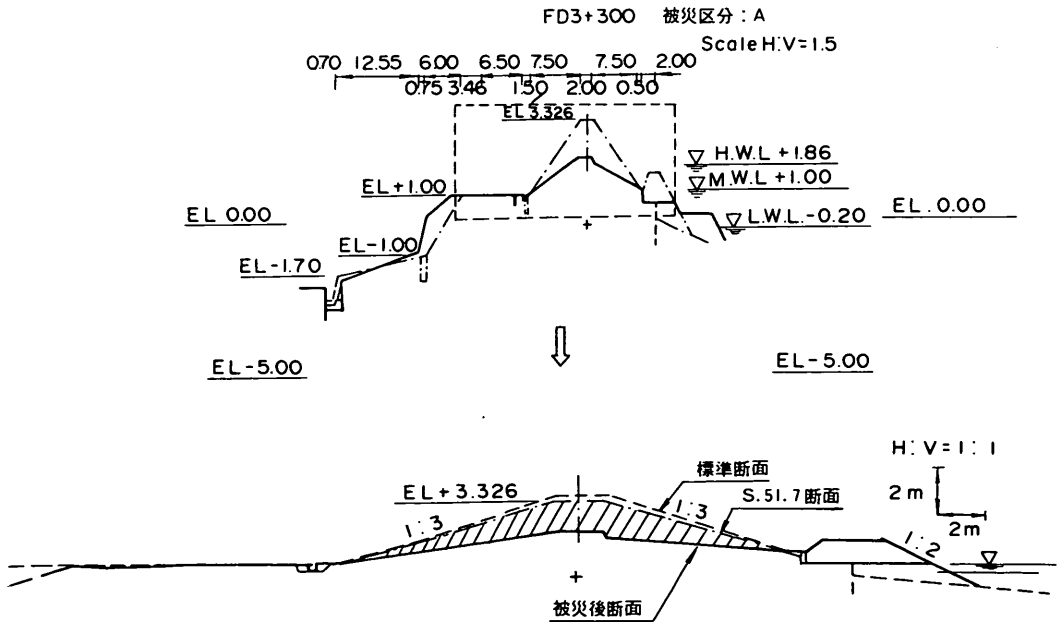 FD3+300 被災区分:A
Scale H:V=1.5
0.70 12.55 6.00 6.50 7.50 7.50 2.00
0.75 3.46 1.50 2.00 0.50
EL 3.326
H.W.L +1.86
M.W.L +1.00
EL+1.00
EL 0.00
L.W.L.-0.20
EL.0.00
EL-1.00
EL-1.70
EL-5.00
EL-5.00
H:V=1:1
標準断面
EL+3.326
S.51.7断面
2m
1:3
1:3
2m
1:2
被災後断面